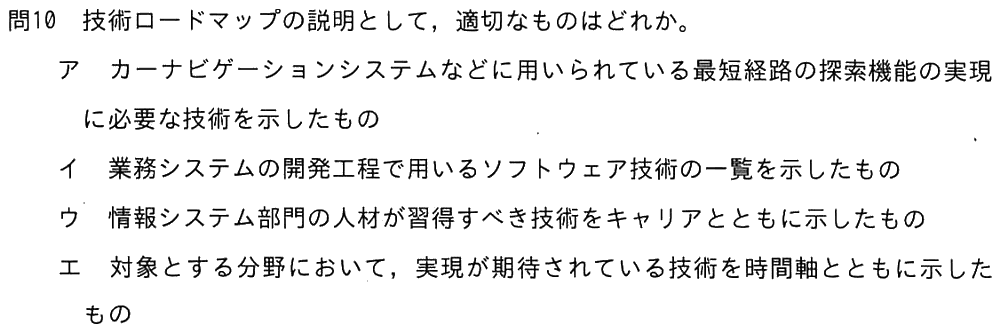 問10　技術ロードマップの説明として，適切なものはどれか。
ア　カーナビゲーションシステムなどに用いられている最短経路の探索機能の実現
に必要な技術を示したもの
イ　業務システムの開発工程で用いるソフトウェア技術の一覧を示したもの
ウ　情報システム部門の人材が習得すべき技術をキャリアとともに示したもの
エ　対象とする分野において，実現が期待されている技術を時間軸とともに示した
もの